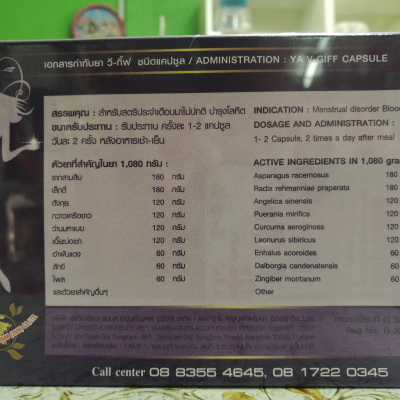 เอกสารกำกับยา วี-กิ๊ฟ ชนิดแคปซูล / ADMINISTRATION : YA V-GIFF CAPSULE
สรรพคุณ : สำหรับสตรีประจำเดือนมาไม่ปกติ บำรุงโลหิต
ขนาดรับประทาน : รับประทาน ครั้งละ 1-2 แคปซูล
วันละ 2 ครั้ง หลังอาหารเช้า-เย็น
INDICATION : Menstrual disorder Blood
DOSAGE AND ADMINISTRATION :
1- 2 Capsule, 2 times a day after meal
ตัวยาที่สำคัญในยา 1,080 กรัม :
รากสามสิบ 180 กรัม
โกฐขี้แมว 180 กรัม
ตังกุย 120 กรัม
กวาวเครือขาว 120 กรัม
ว่านมหาเมฆ 120 กรัม
เอี๊ยะบ่อเช่า 120 กรัม
อำพันแดง 60 กรัม
สักขี 60 กรัม
ไพล 60 กรัม
และตัวยาสำคัญอื่นๆ
ACTIVE INGREDIENTS IN 1,080 gra
Asparagus racemosus 180
Radix rehmanniae praparata 180
Angelica sinensis 120
Pueraria mirifics 120
Curcuma aeroginosa 120
Leonurus sibiricus 120
Enhalus acoroides 60
Dalborgia candenatensis 60
Zingiber montanum 60
Other
Call center 08 8355 4645, 08 1722 0345